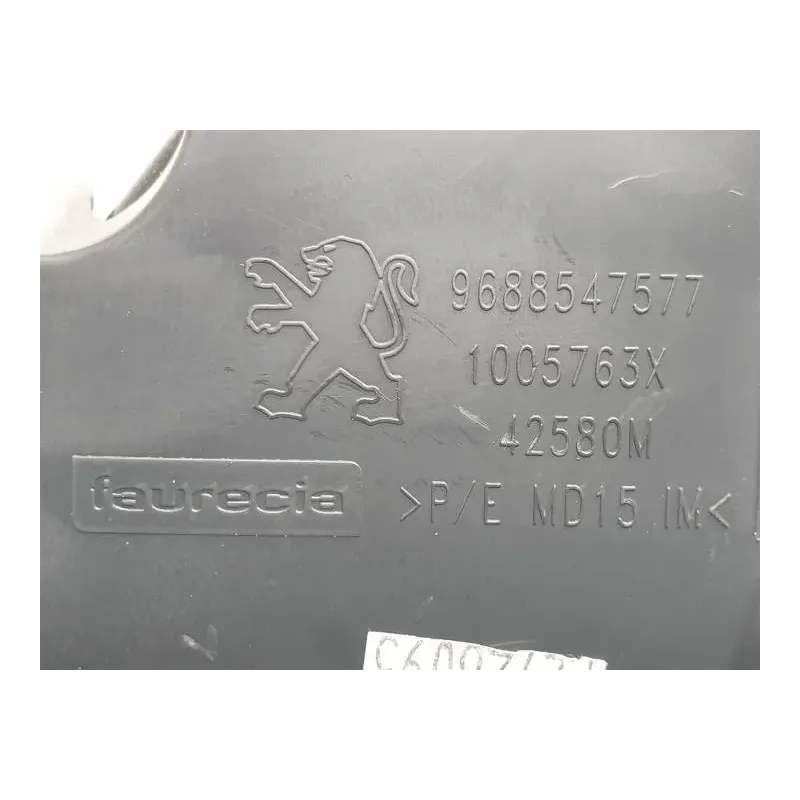 9688547577
1005763X
42580M
faurecia
>P/E MD15 IM<